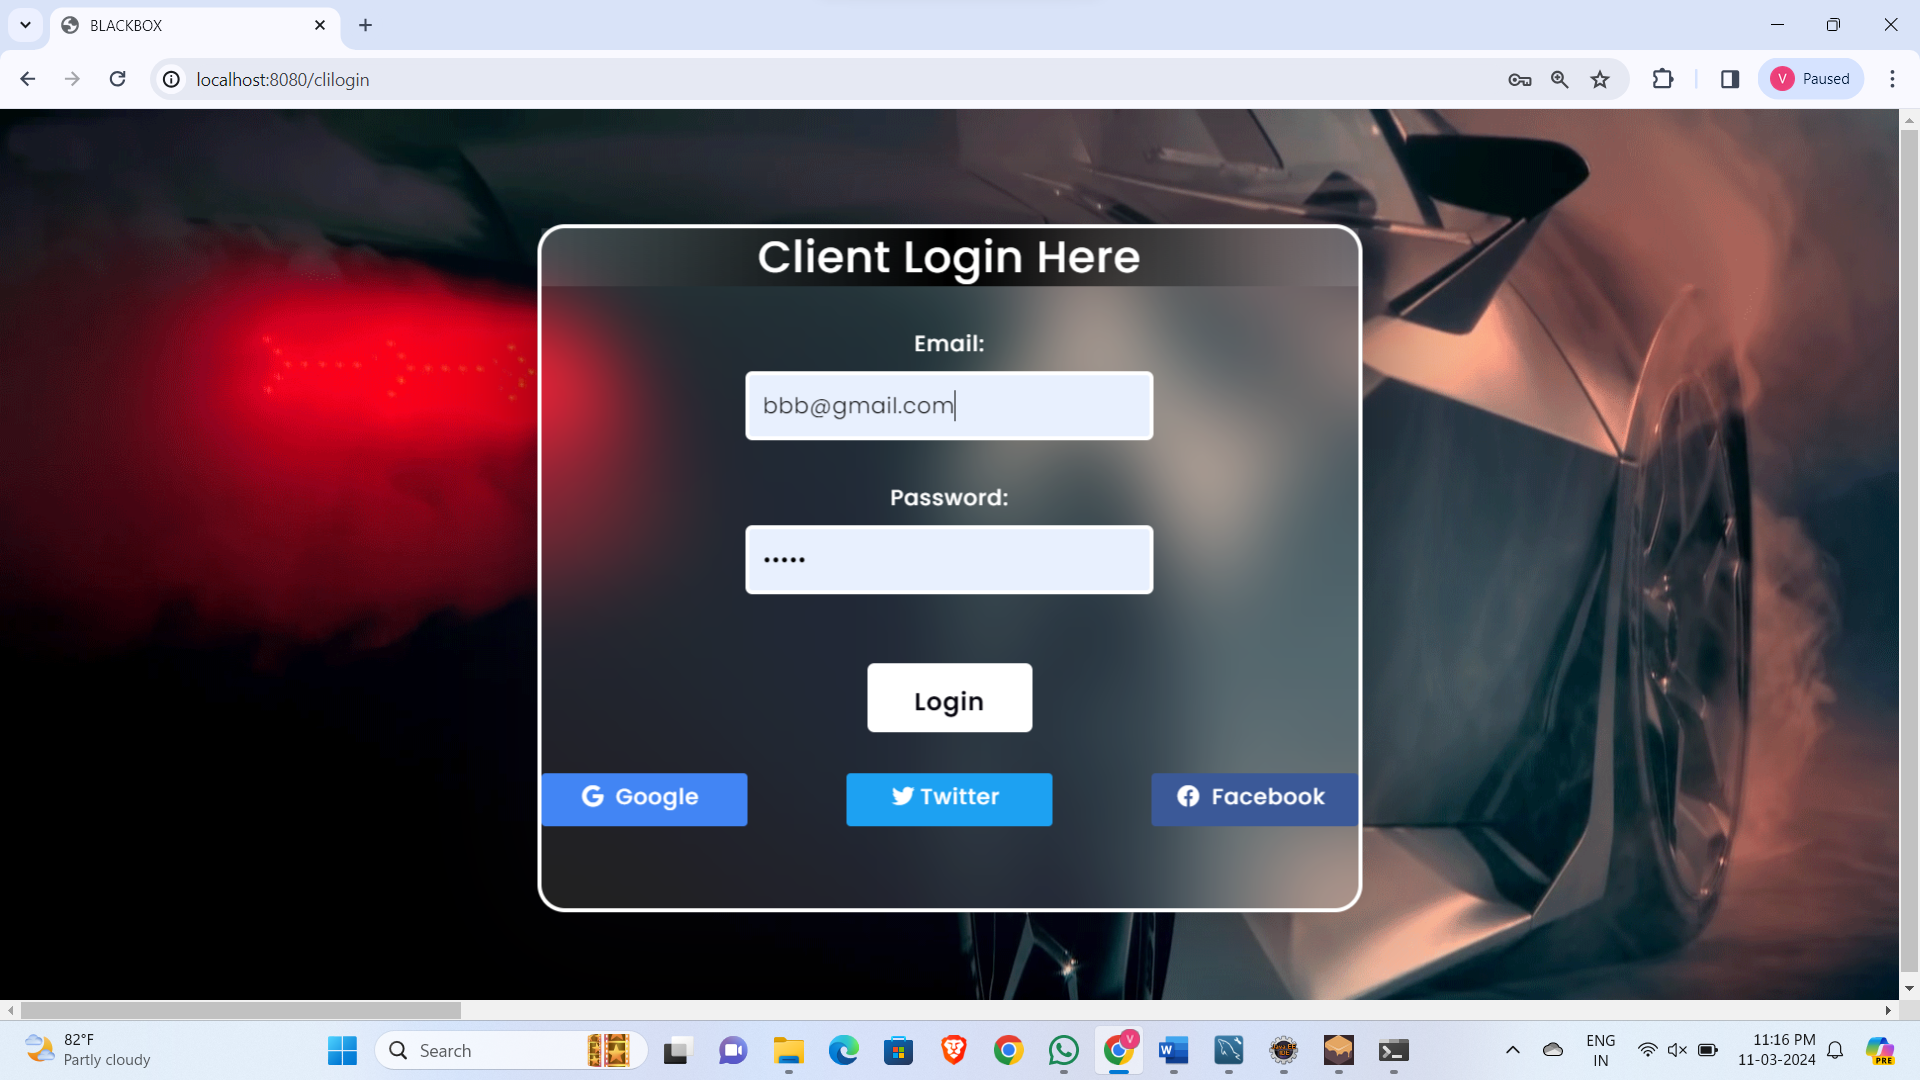 BLACKBOX
localhost:8080/clilogin
V Paused
Client Login Here
Email:
bbb@gmail.com
Password:
•••••
Login
Google
Twitter
Facebook
82°F
Partly cloudy
Search
V
ENG
IN
11:16 PM
11-03-2024
PRE